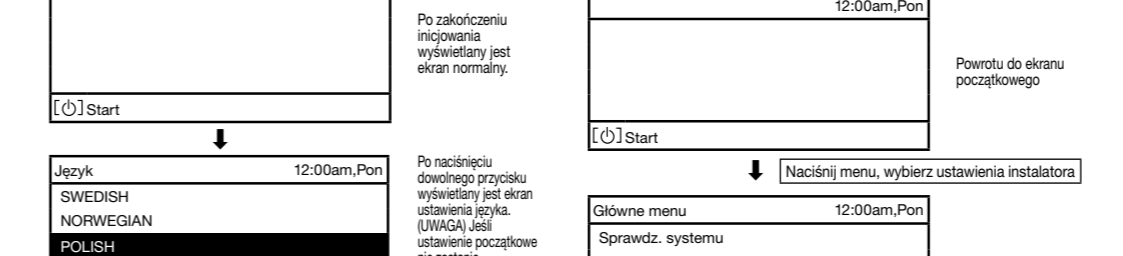 Po zakończeniu
inicjowania
wyświetlany jest
ekran normalny.
[⏻]Start
Język 12:00am,Pon
SWEDISH
NORWEGIAN
POLISH
Po naciśnięciu
dowolnego przycisku
wyświetlany jest ekran
ustawienia języka.
(UWAGA) Jeśli
ustawienie początkowe
nie zostanie
12:00am,Pon
[⏻]Start
Powrotu do ekranu
początkowego
Naciśnij menu, wybierz ustawienia instalatora
Główne menu 12:00am,Pon
Sprawdz. systemu